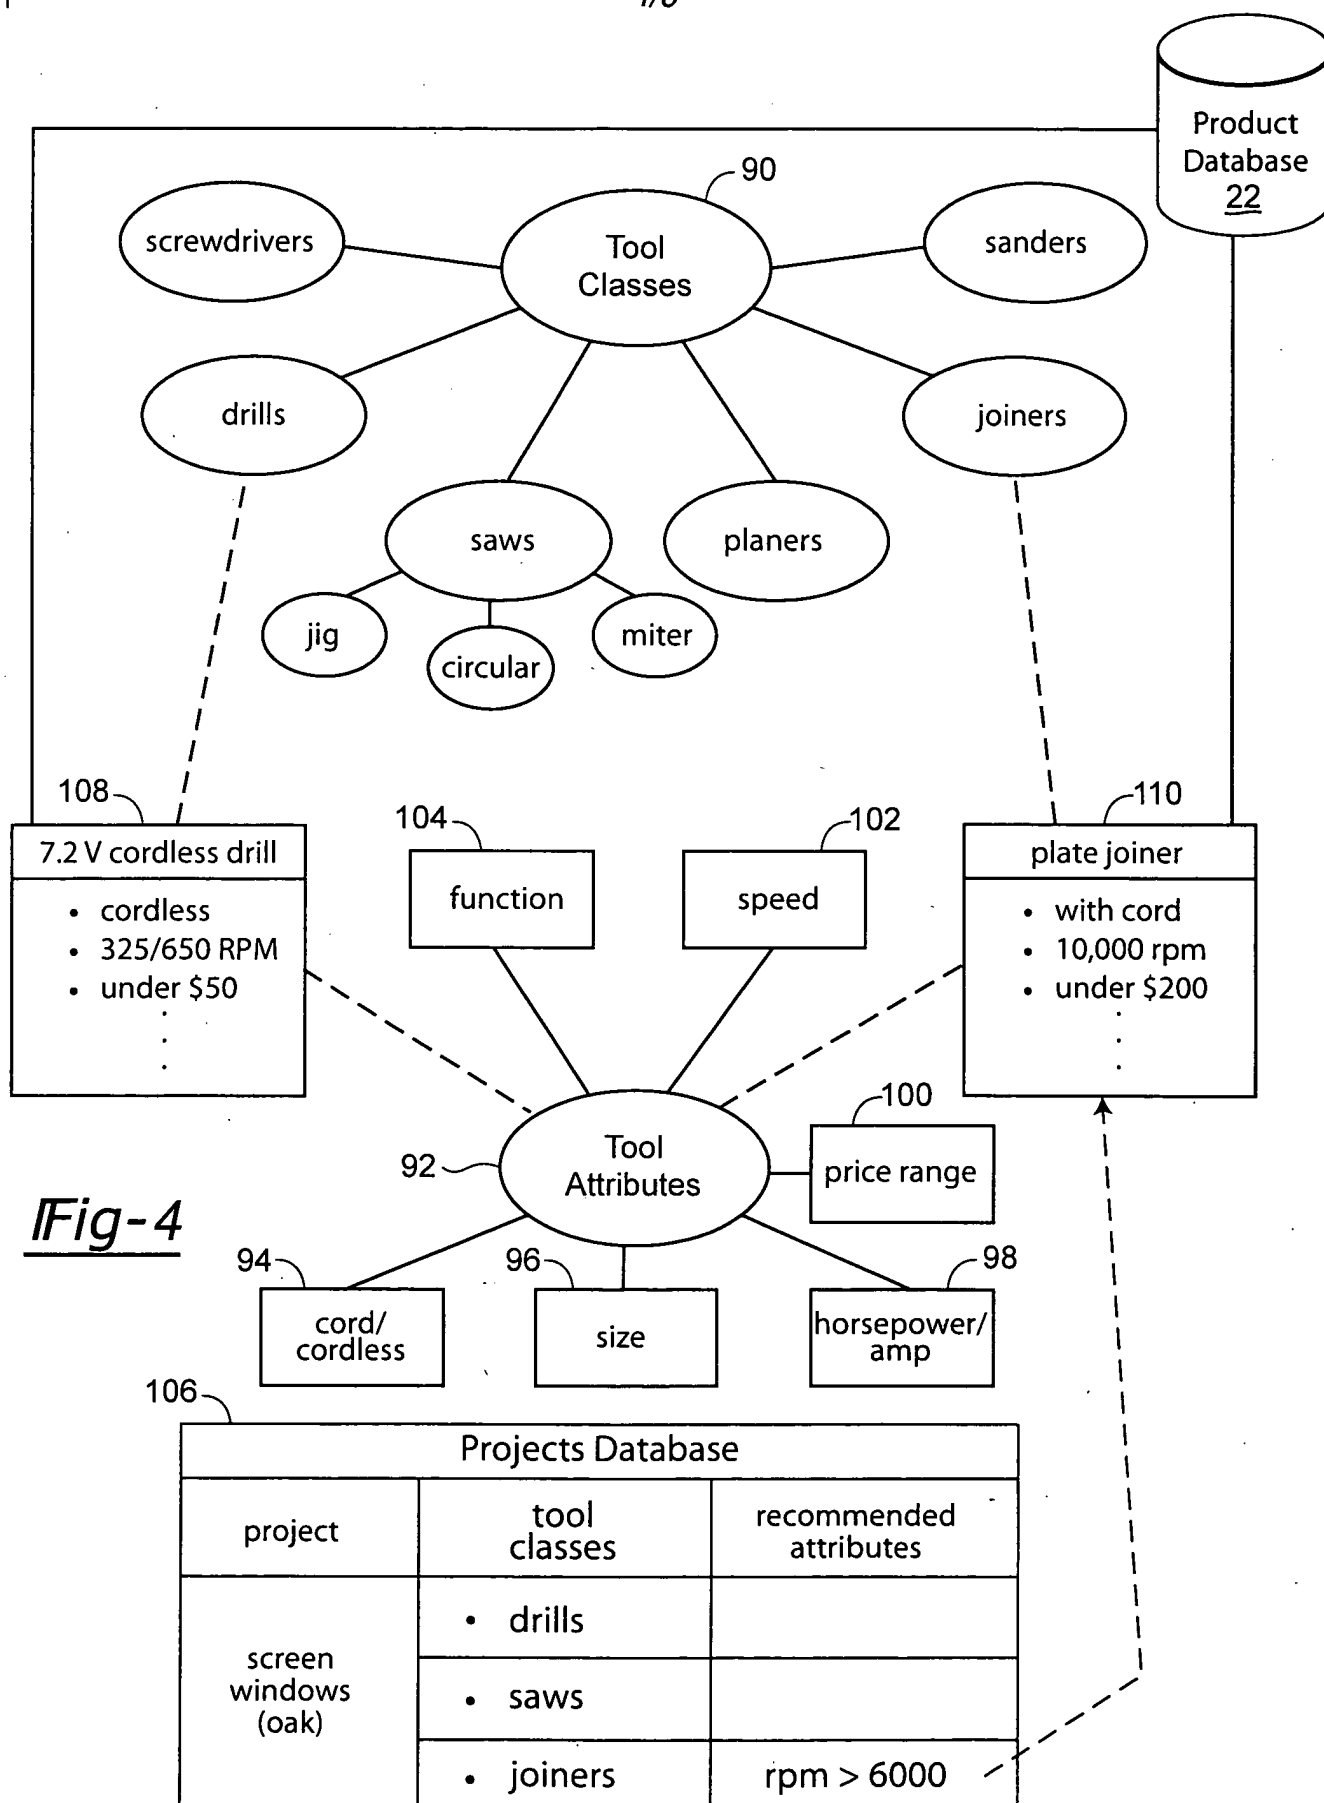 Product
Database
22
90
screwdrivers
Tool
Classes
sanders
drills
joiners
saws
planers
jig
circular
miter
108
104
102
110
7.2 V cordless drill
• cordless
• 325/650 RPM
• under $50
function
speed
plate joiner
• with cord
• 10,000 rpm
• under $200
92
Tool
Attributes
100
price range
Fig-4
94
96
98
cord/
cordless
size
horsepower/
amp
106
Projects Database
project
tool
classes
recommended
attributes
screen
windows
(oak)
• drills
• saws
• joiners
rpm > 6000